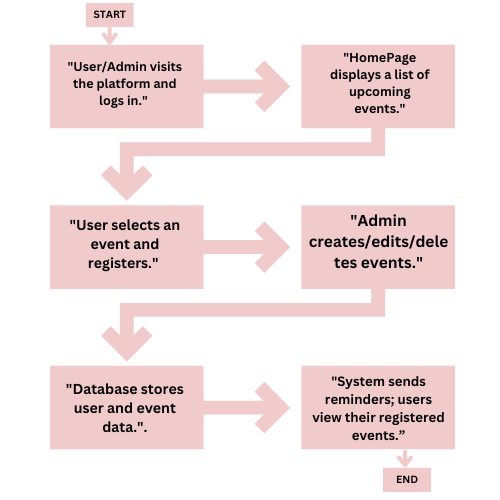 START
"User/Admin visits
the platform and
logs in."
"HomePage
displays a list of
upcoming
events."
"User selects an
event and
registers."
"Admin
creates/edits/dele
tes events."
"Database stores
user and event
data.".
"System sends
reminders; users
view their registered
events.”
END